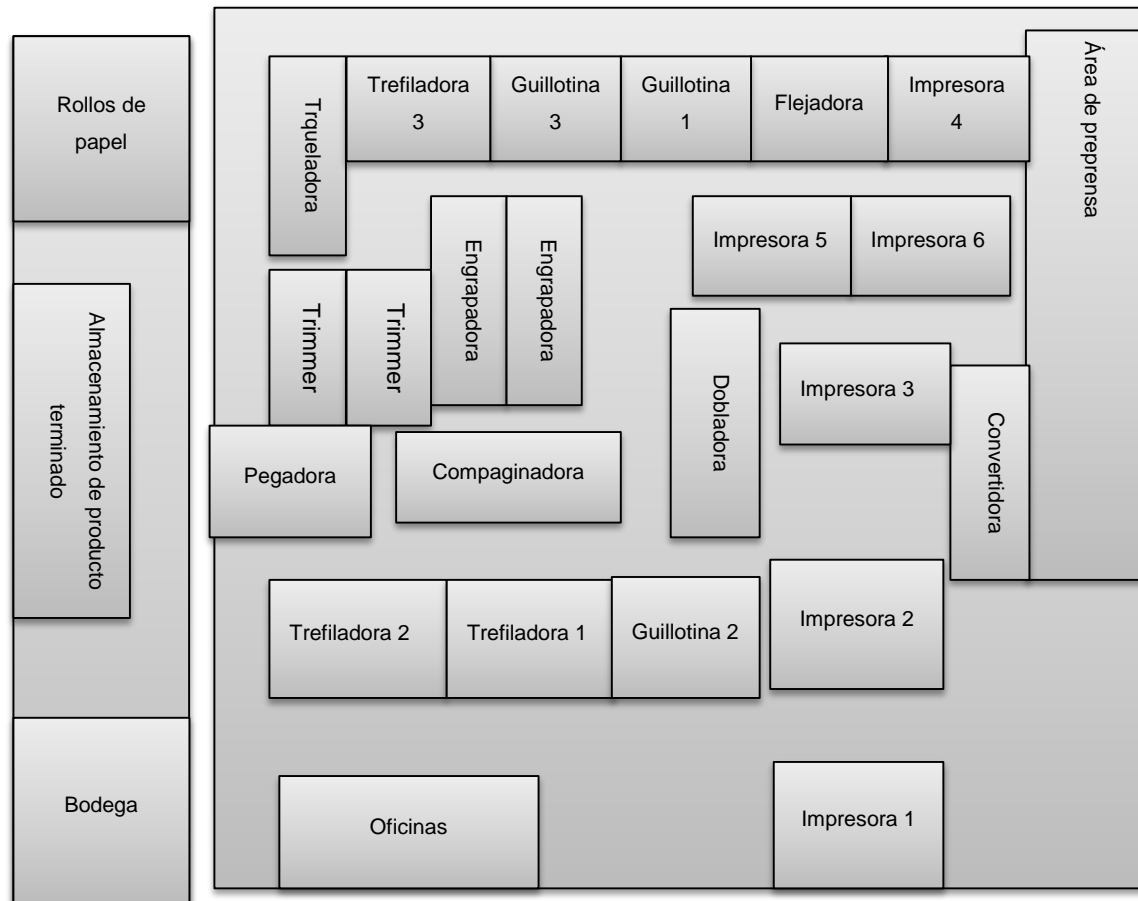 Rollos de
papel
Almacenamiento de producto
terminado
Bodega
Trqueladora
Trefiladora
3
Guillotina
3
Guillotina
1
Flejadora
Impresora
4
Área de preprensa
Engrapadora
Engrapadora
Impresora 5
Impresora 6
Trimmer
Trimmer
Dobladora
Impresora 3
Convertidora
Pegadora
Compaginadora
Trefiladora 2
Trefiladora 1
Guillotina 2
Impresora 2
Oficinas
Impresora 1